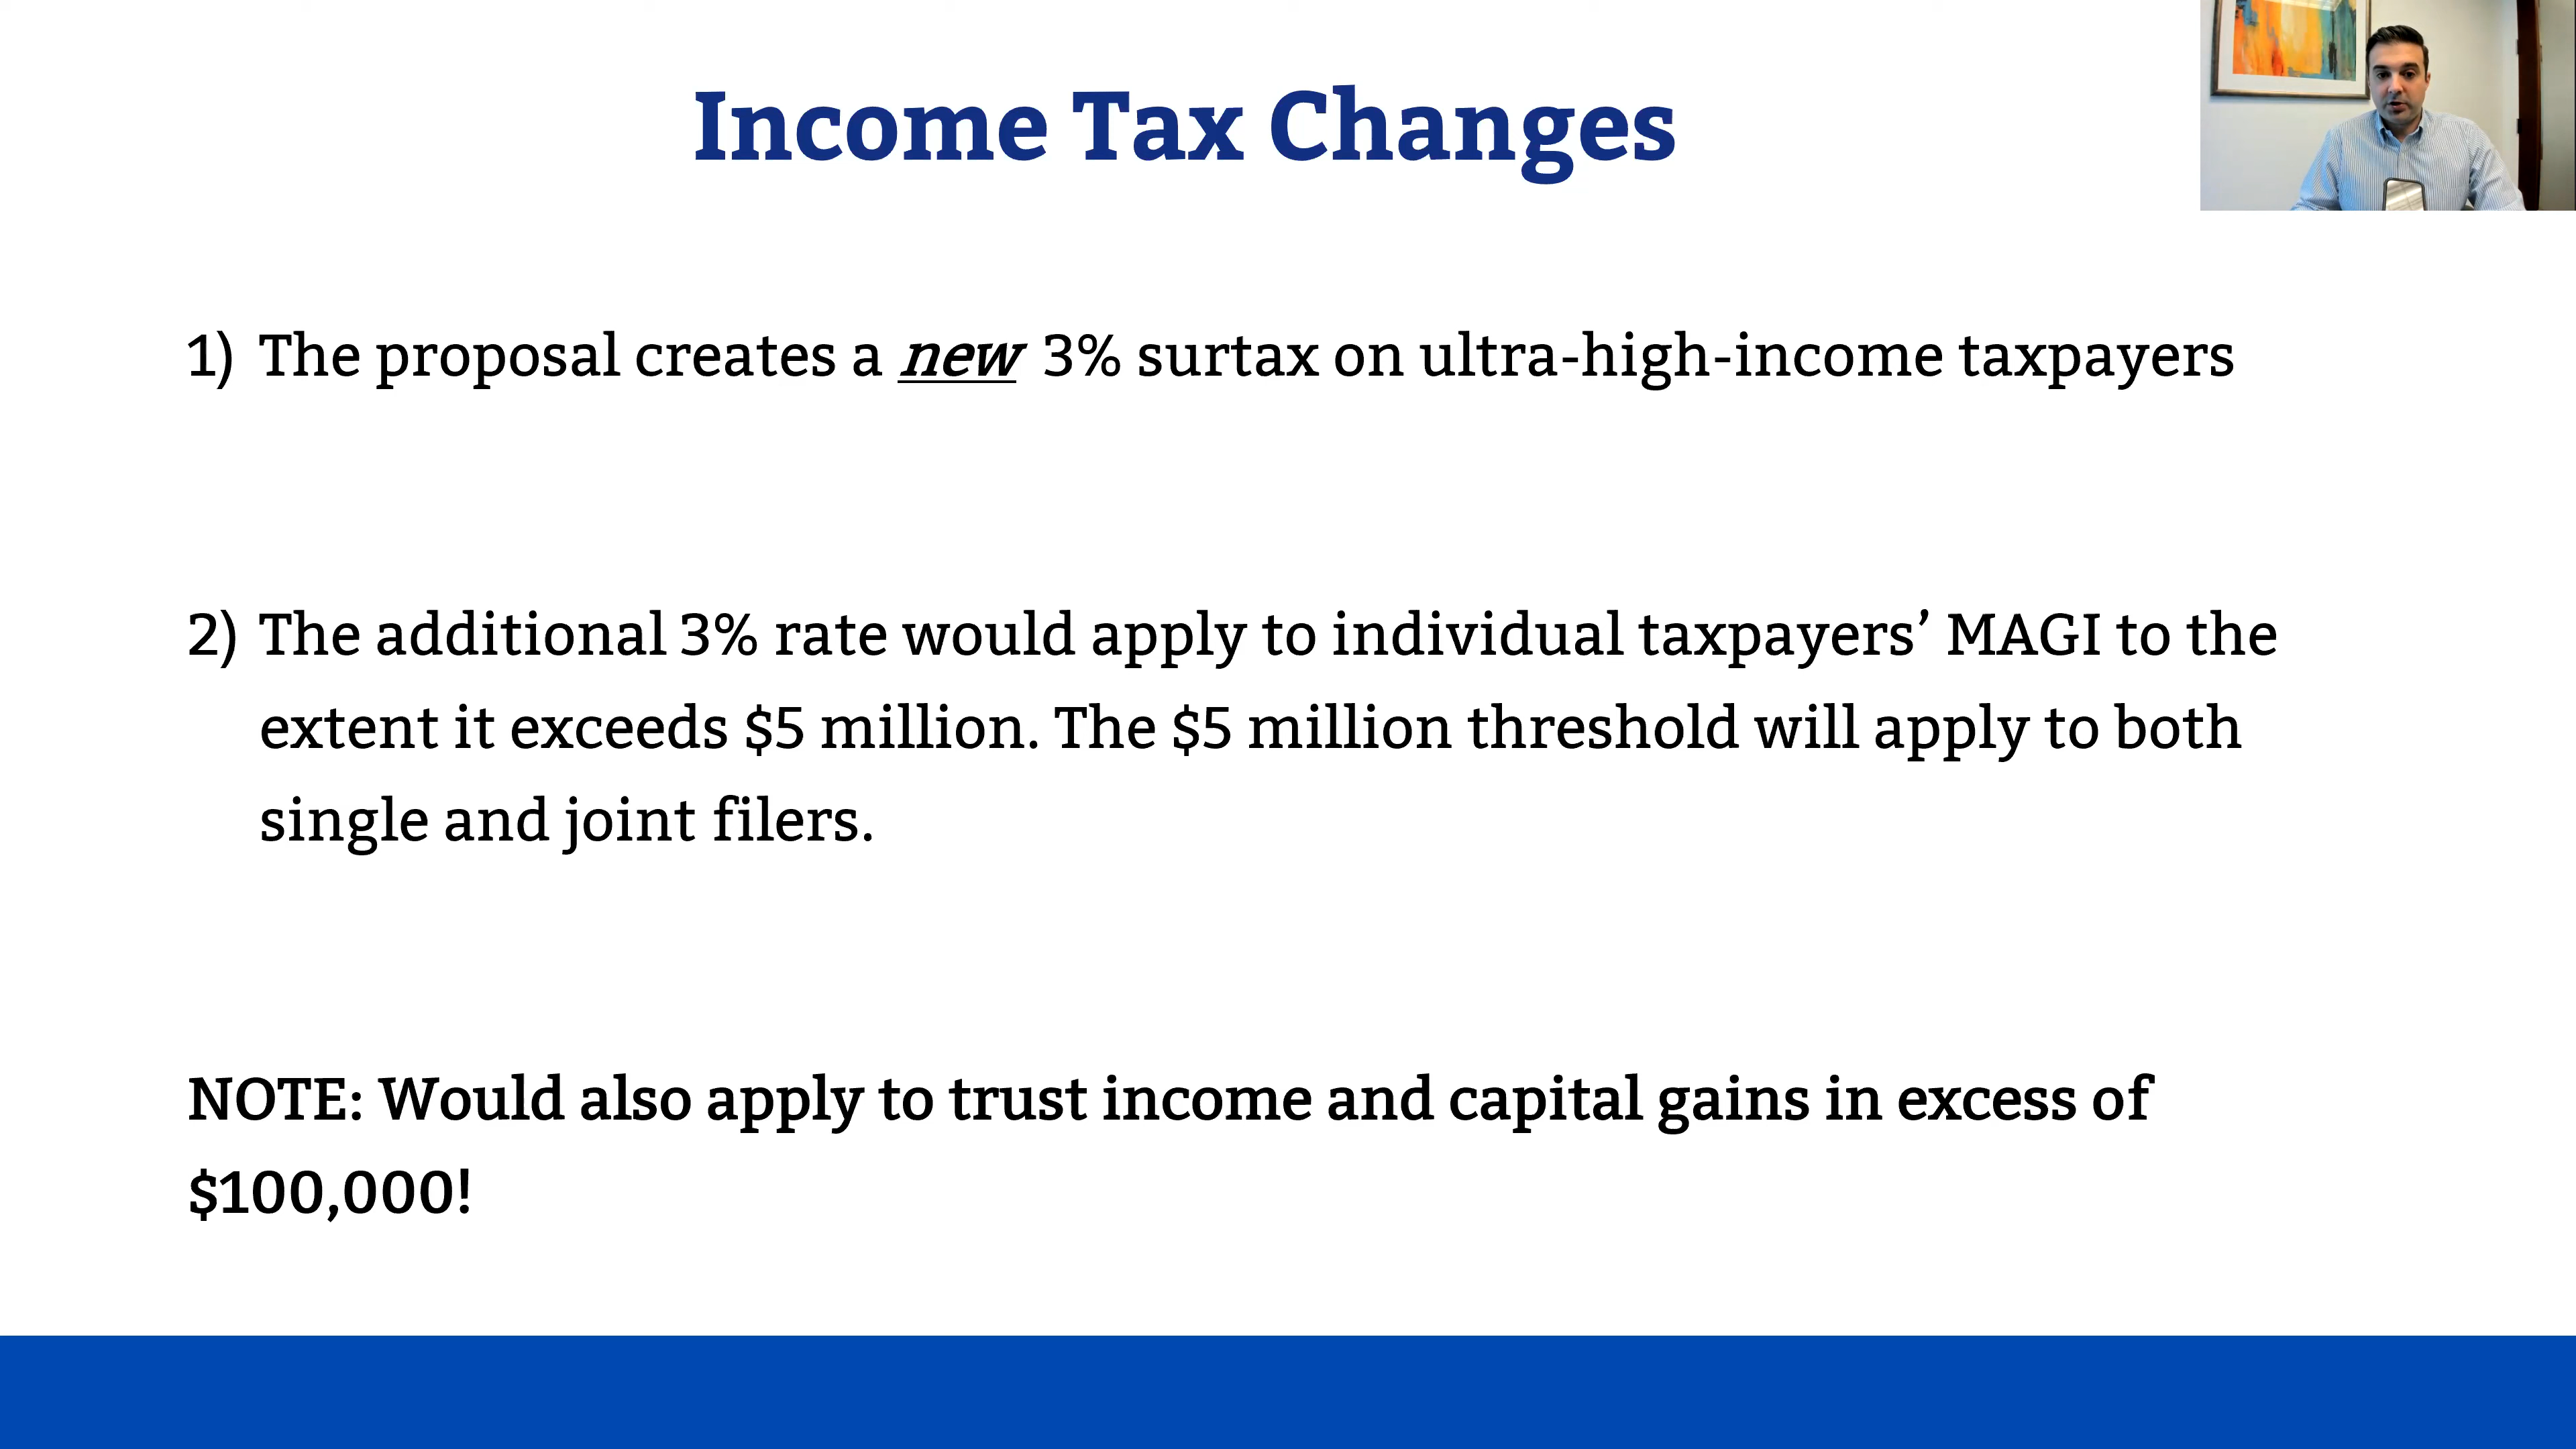 Income Tax Changes
1) The proposal creates a new 3% surtax on ultra-high-income taxpayers
2) The additional 3% rate would apply to individual taxpayers’ MAGI to the
extent it exceeds $5 million. The $5 million threshold will apply to both
single and joint filers.
NOTE: Would also apply to trust income and capital gains in excess of
$100,000!